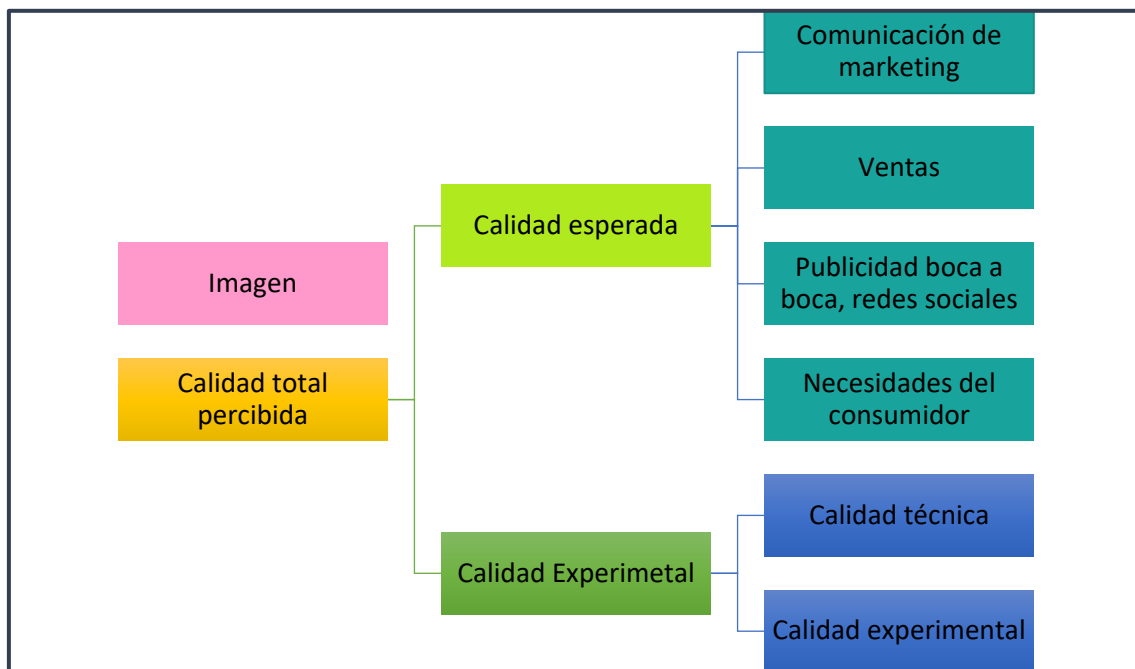 Comunicación de
marketing
Ventas
Calidad esperada
Imagen
Publicidad boca a
boca, redes sociales
Calidad total
percibida
Necesidades del
consumidor
Calidad técnica
Calidad Experimetal
Calidad experimental